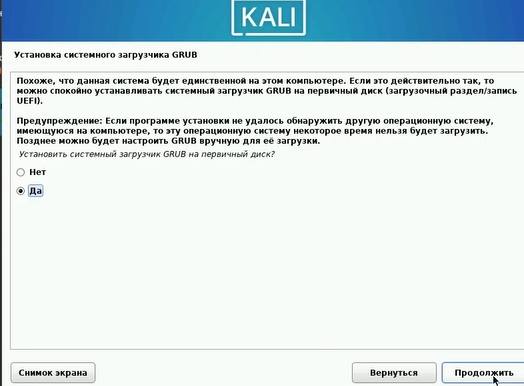 KALI
Установка системного загрузчика GRUB
Похоже, что данная система будет единственной на этом компьютере. Если это действительно так, то
можно спокойно устанавливать системный загрузчик GRUB на первичный диск (загрузочный раздел/запись
UEFI).
Предупреждение: Если программе установки не удалось обнаружить другую операционную систему,
имеющуюся на компьютере, то эту операционную систему некоторое время нельзя будет загрузить.
Позднее можно будет настроить GRUB вручную для её загрузки.
Установить системный загрузчик GRUB на первичный диск?
Нет
Да
Снимок экрана
Вернуться
Продолжить